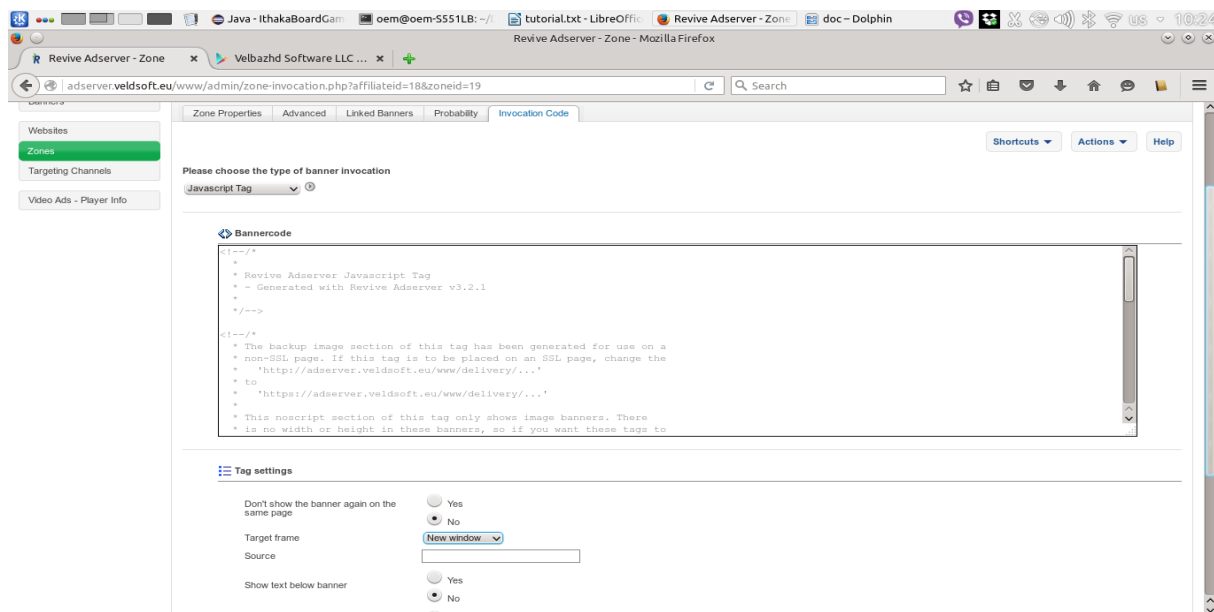 Java - IthakaBoardGam
oem@oem-S551LB: ~/
tutorial.txt - LibreOffic
Revive Adserver - Zone
doc – Dolphin
US
10:24
Revive Adserver - Zone - Mozilla Firefox
Revive Adserver - Zone
Velbazhd Software LLC ...
adserver.veldsoft.eu/www/admin/zone-invocation.php?affiliateid=18&zoneid=19
Search
Banners
Websites
Zones
Targeting Channels
Video Ads - Player Info
Zone Properties
Advanced
Linked Banners
Probability
Invocation Code
Shortcuts
Actions
Help
Please choose the type of banner invocation
Javascript Tag
Bannercode
<!--/*
*
* Revive Adserver Javascript Tag
* - Generated with Revive Adserver v3.2.1
*
*/-->
<!--/*
* The backup image section of this tag has been generated for use on a
* non-SSL page. If this tag is to be placed on an SSL page, change the
* 'http://adserver.veldsoft.eu/www/delivery/...'
* to
* 'https://adserver.veldsoft.eu/www/delivery/...'
*
* This noscript section of this tag only shows image banners. There
* is no width or height in these banners, so if you want these tags to
Tag settings
Don't show the banner again on the
same page
Yes
No
Target frame
New window
Source
Show text below banner
Yes
No